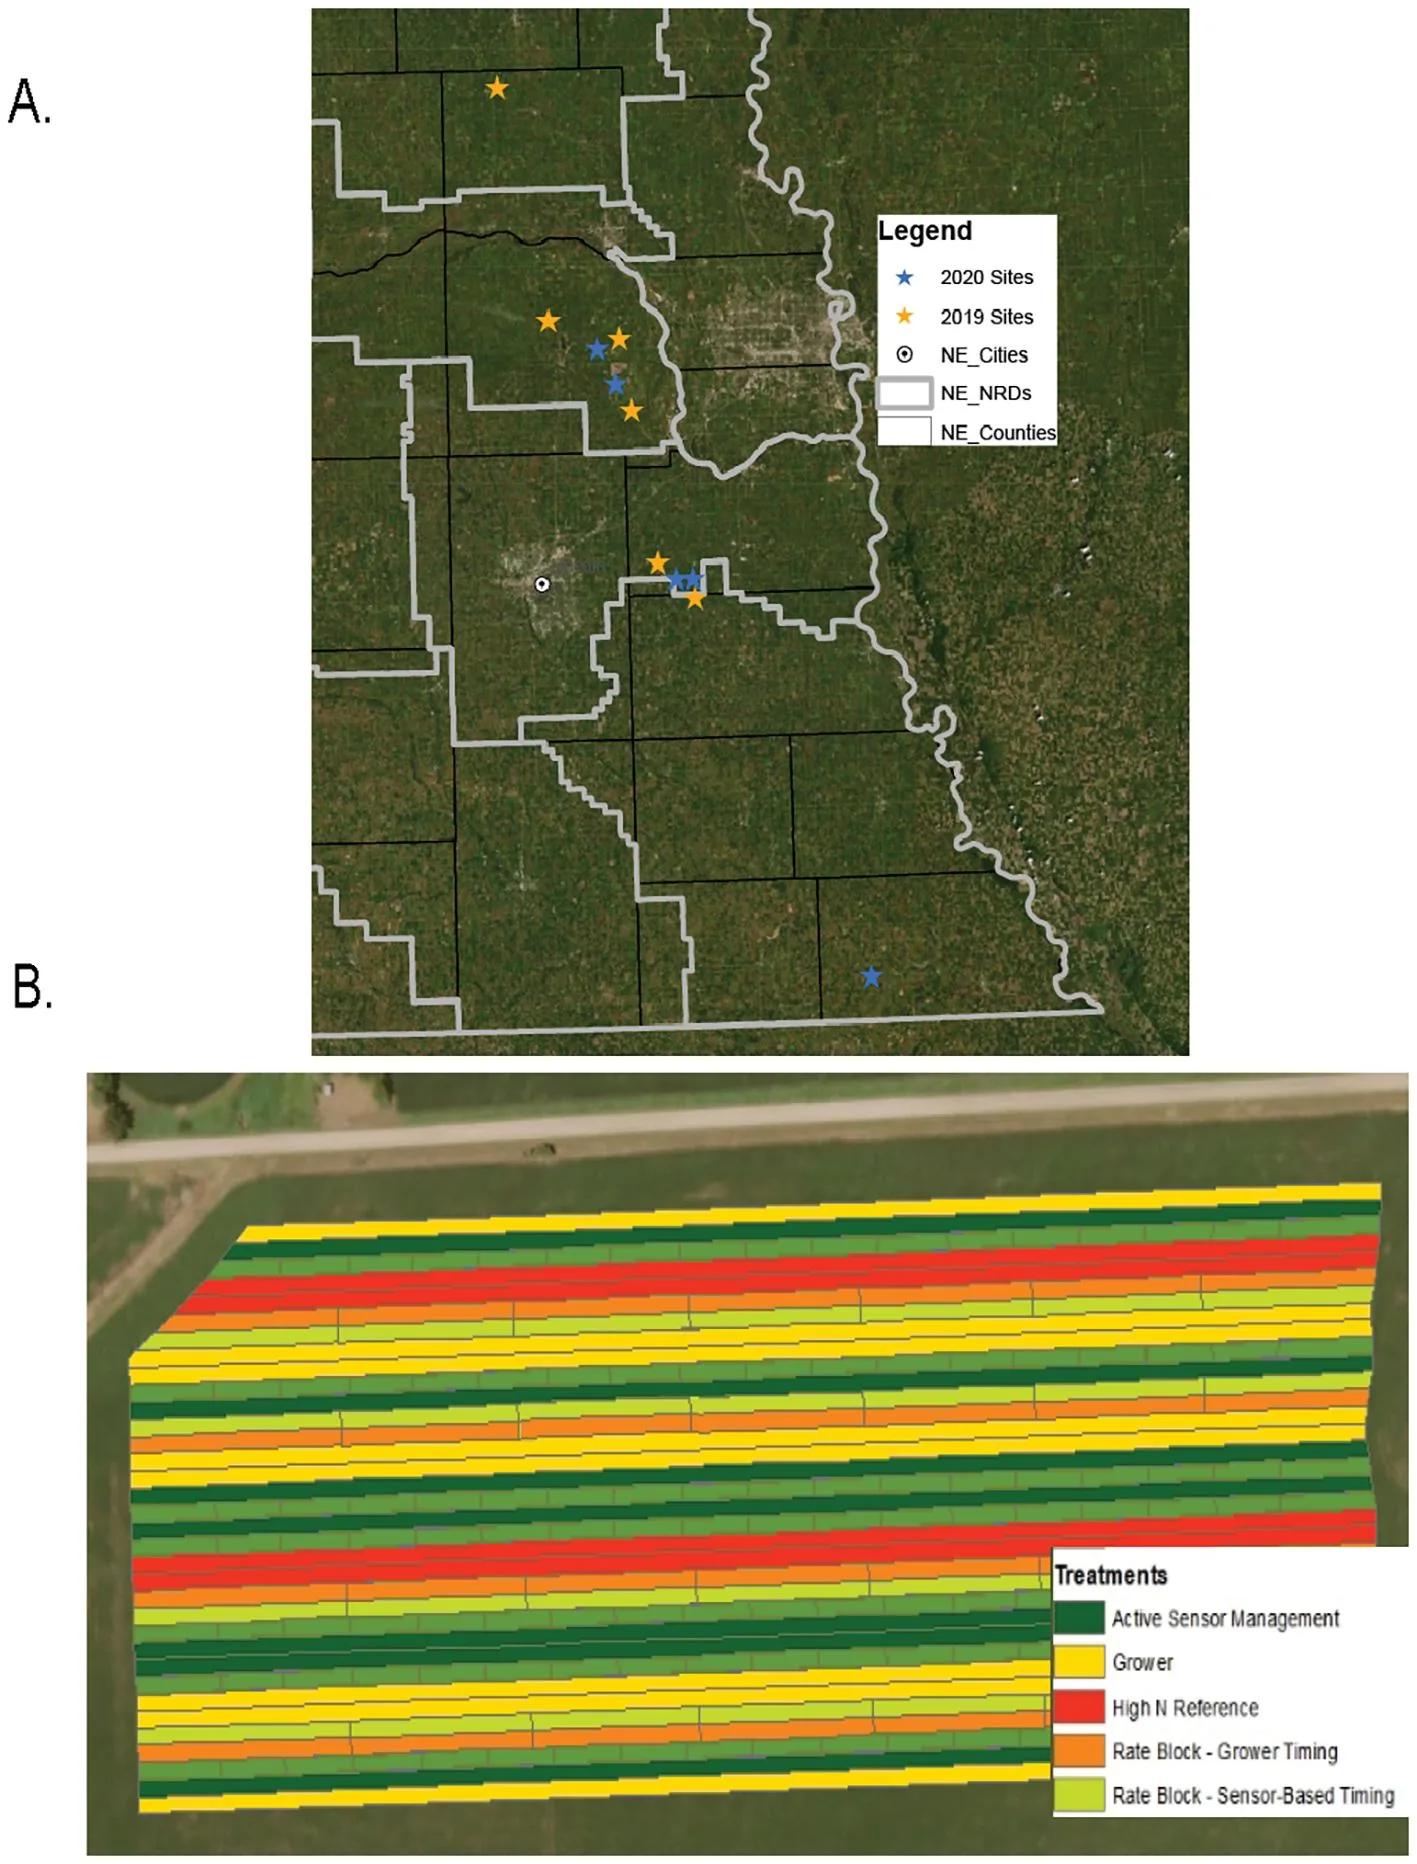 A.
Legend
2020 Sites
2019 Sites
NE_Cities
NE_NRDs
NE_Counties
B.
Treatments
Active Sensor Management
Grower
High N Reference
Rate Block - Grower Timing
Rate Block - Sensor-Based Timing